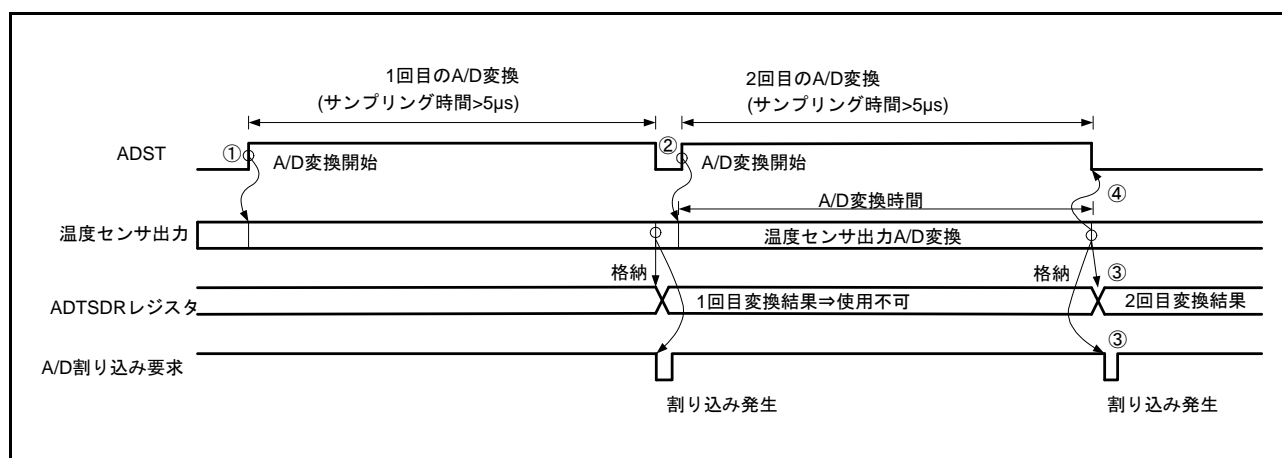 1回目のA/D変換
(サンプリング時間>5µs)
2回目のA/D変換
(サンプリング時間>5µs)
ADST
①
A/D変換開始
②
A/D変換開始
④
A/D変換時間
温度センサ出力
温度センサ出力A/D変換
格納
格納
③
ADTSDRレジスタ
1回目変換結果⇒使用不可
2回目変換結果
A/D割り込み要求
③
割り込み発生
割り込み発生